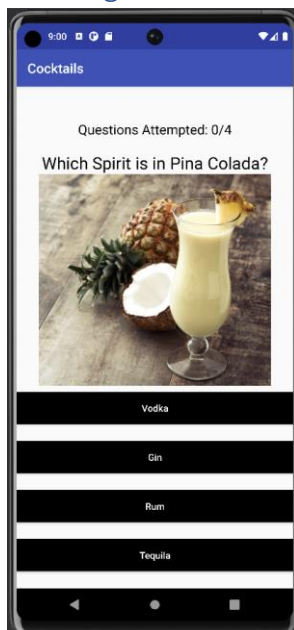 9:00
Cocktails
Questions Attempted: 0/4
Which Spirit is in Pina Colada?
Vodka
Gin
Rum
Tequila